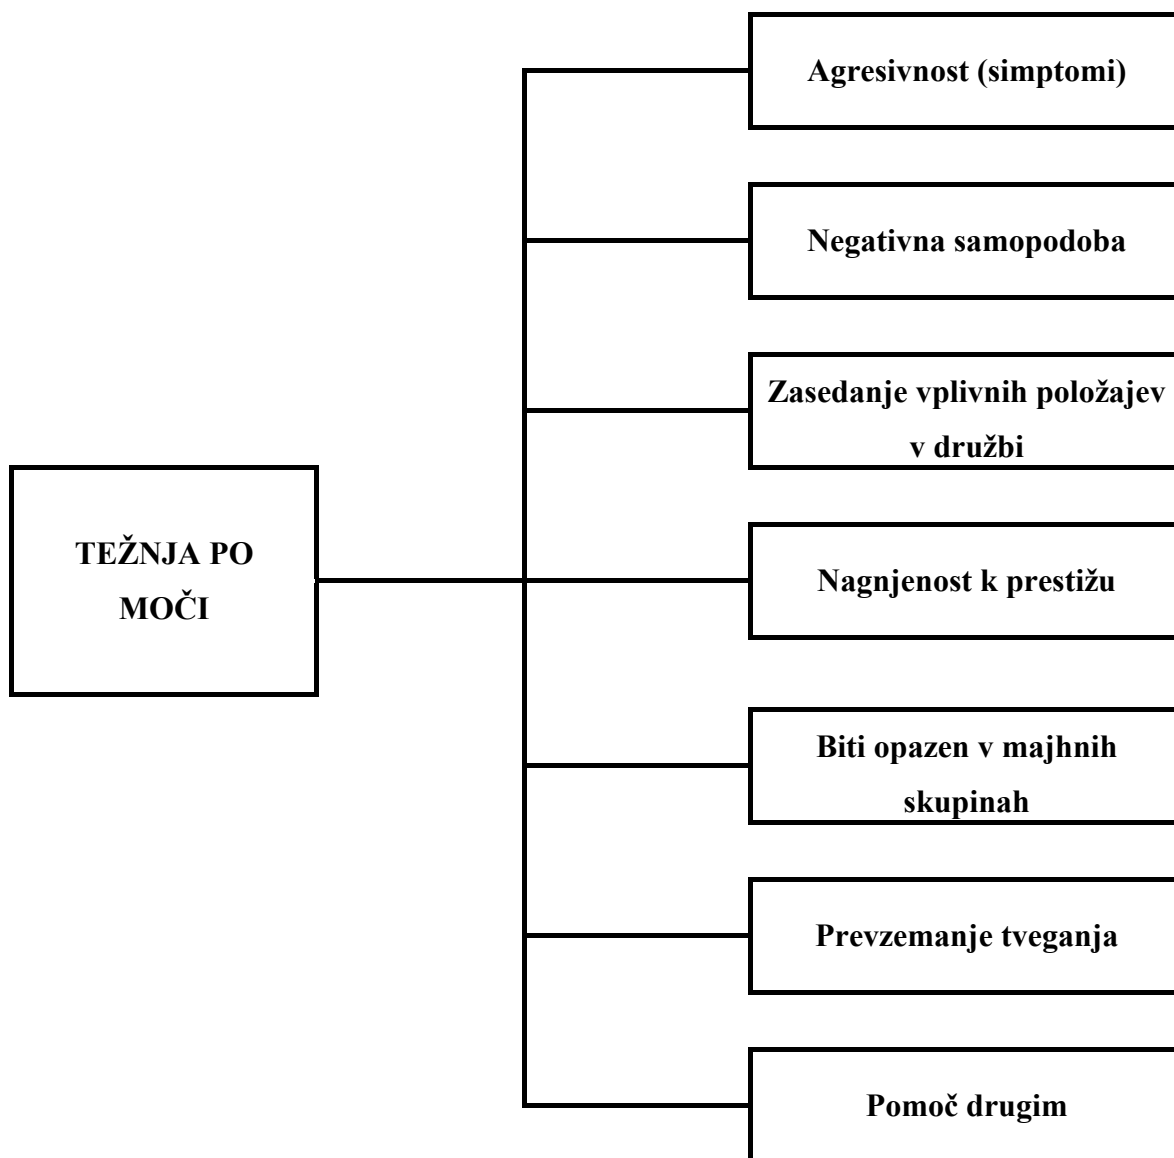 Agresivnost (simptomi)
Negativna samopodoba
Zasedanje vplivnih položajev
v družbi
TEŽNJA PO
MOČI
Nagnjenost k prestižu
Biti opazen v majhnih
skupinah
Prevzemanje tveganja
Pomoč drugim